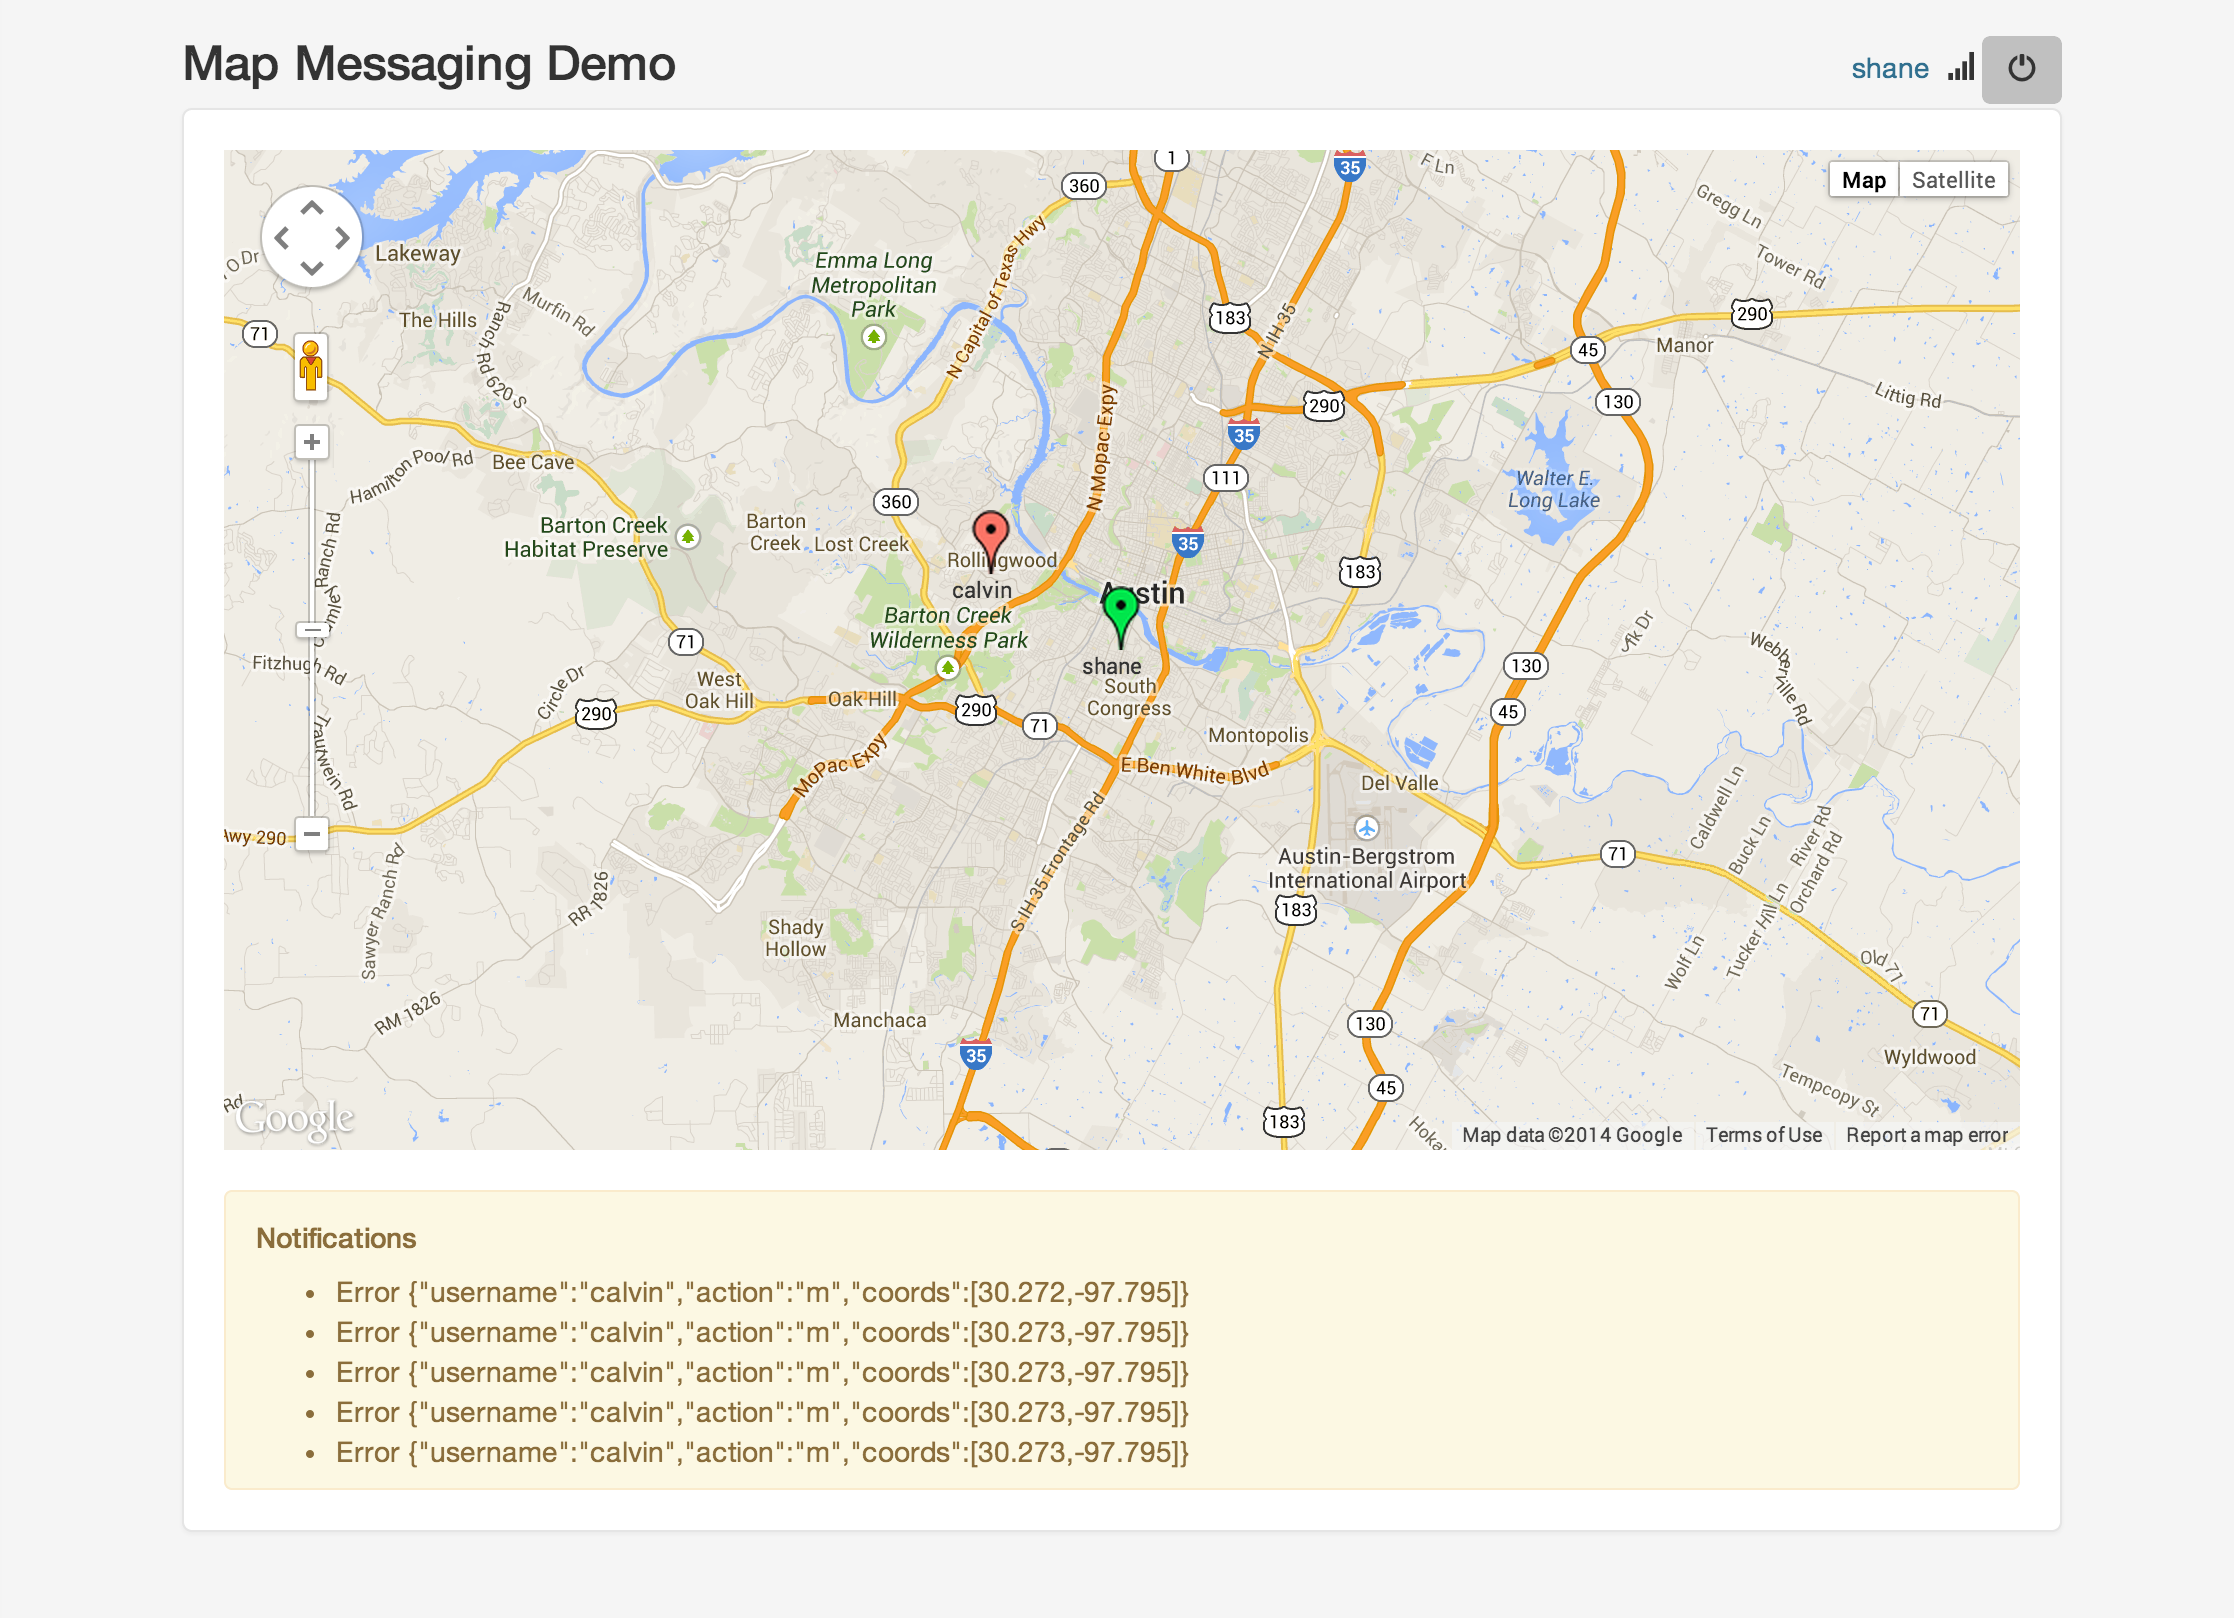 Map Messaging Demo
shane
Map
Satellite
1
360
35
F Ln
Gregg Ln
Tower Rd
O Dr
Lakeway
Emma Long
Metropolitan
Park
N Capital of Texas Hwy
Murfin Rd
The Hills
Ranch Rd 620 S
71
183
N IH-35
290
45
Manor
130
Littig Rd
290
35
N Mopac Expy
Hamilton Pool Rd
Bee Cave
111
Walter E.
Long Lake
360
Barton Creek
Habitat Preserve
Barton
Creek
Lost Creek
Rollingwood
calvin
35
183
Austin
Barton Creek
Wilderness Park
shane
South
Congress
71
Fitzhugh Rd
Circle Dr
West
Oak Hill
Oak Hill
290
290
71
130
45
Webberville Rd
Trautwein Rd
Montopolis
MoPac Expy
E Ben White Blvd
Del Valle
Caldwell Ln
Buck Ln
River Rd
Orchard Rd
Hwy 290
S IH 35 Frontage Rd
Austin-Bergstrom
International Airport
71
183
RR 1826
Sawyer Ranch Rd
Shady
Hollow
Wolf Ln
Tucker Hill Ln
Old 71
RM 1826
Manchaca
130
71
35
Wyldwood
45
Tempcopy St
183
Rd
Google
Map data ©2014 Google
Terms of Use
Report a map error
Notifications
Error {"username":"calvin","action":"m","coords":[30.272,-97.795]}
Error {"username":"calvin","action":"m","coords":[30.273,-97.795]}
Error {"username":"calvin","action":"m","coords":[30.273,-97.795]}
Error {"username":"calvin","action":"m","coords":[30.273,-97.795]}
Error {"username":"calvin","action":"m","coords":[30.273,-97.795]}